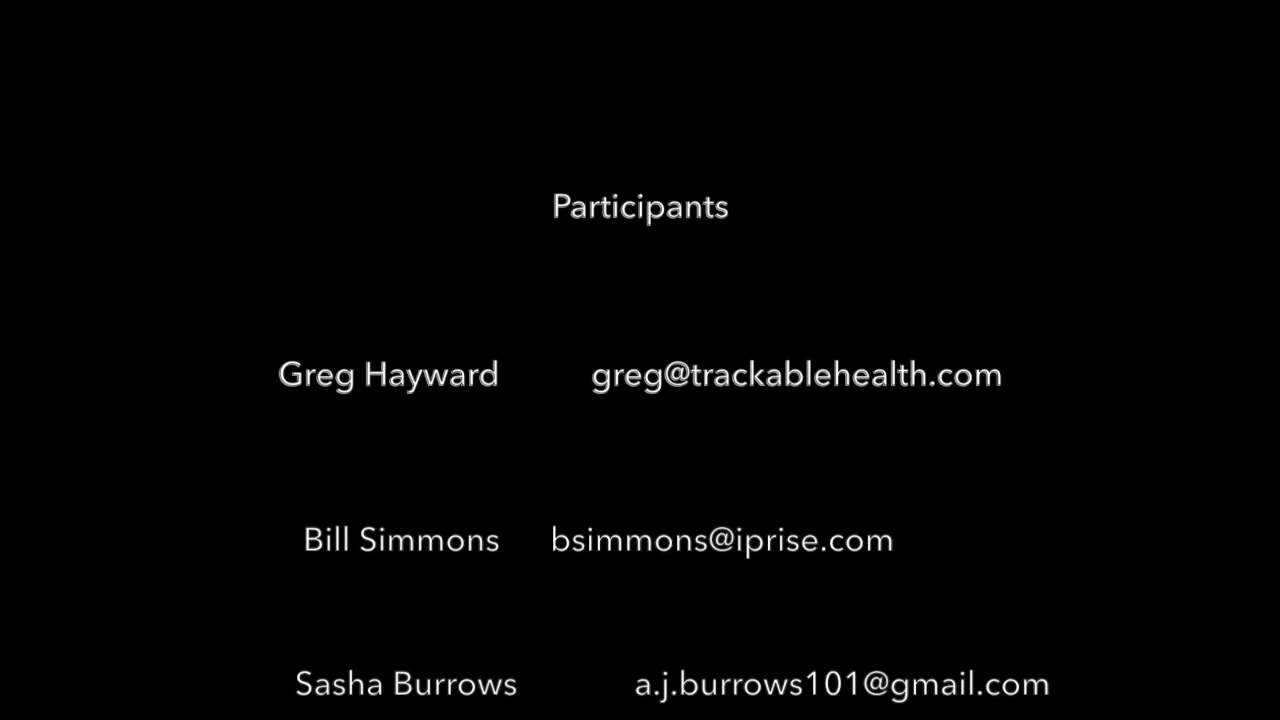 Participants
Greg Hayward greg@trackablehealth.com
Bill Simmons bsimmons@iprise.com
Sasha Burrows a.j.burrows101@gmail.com